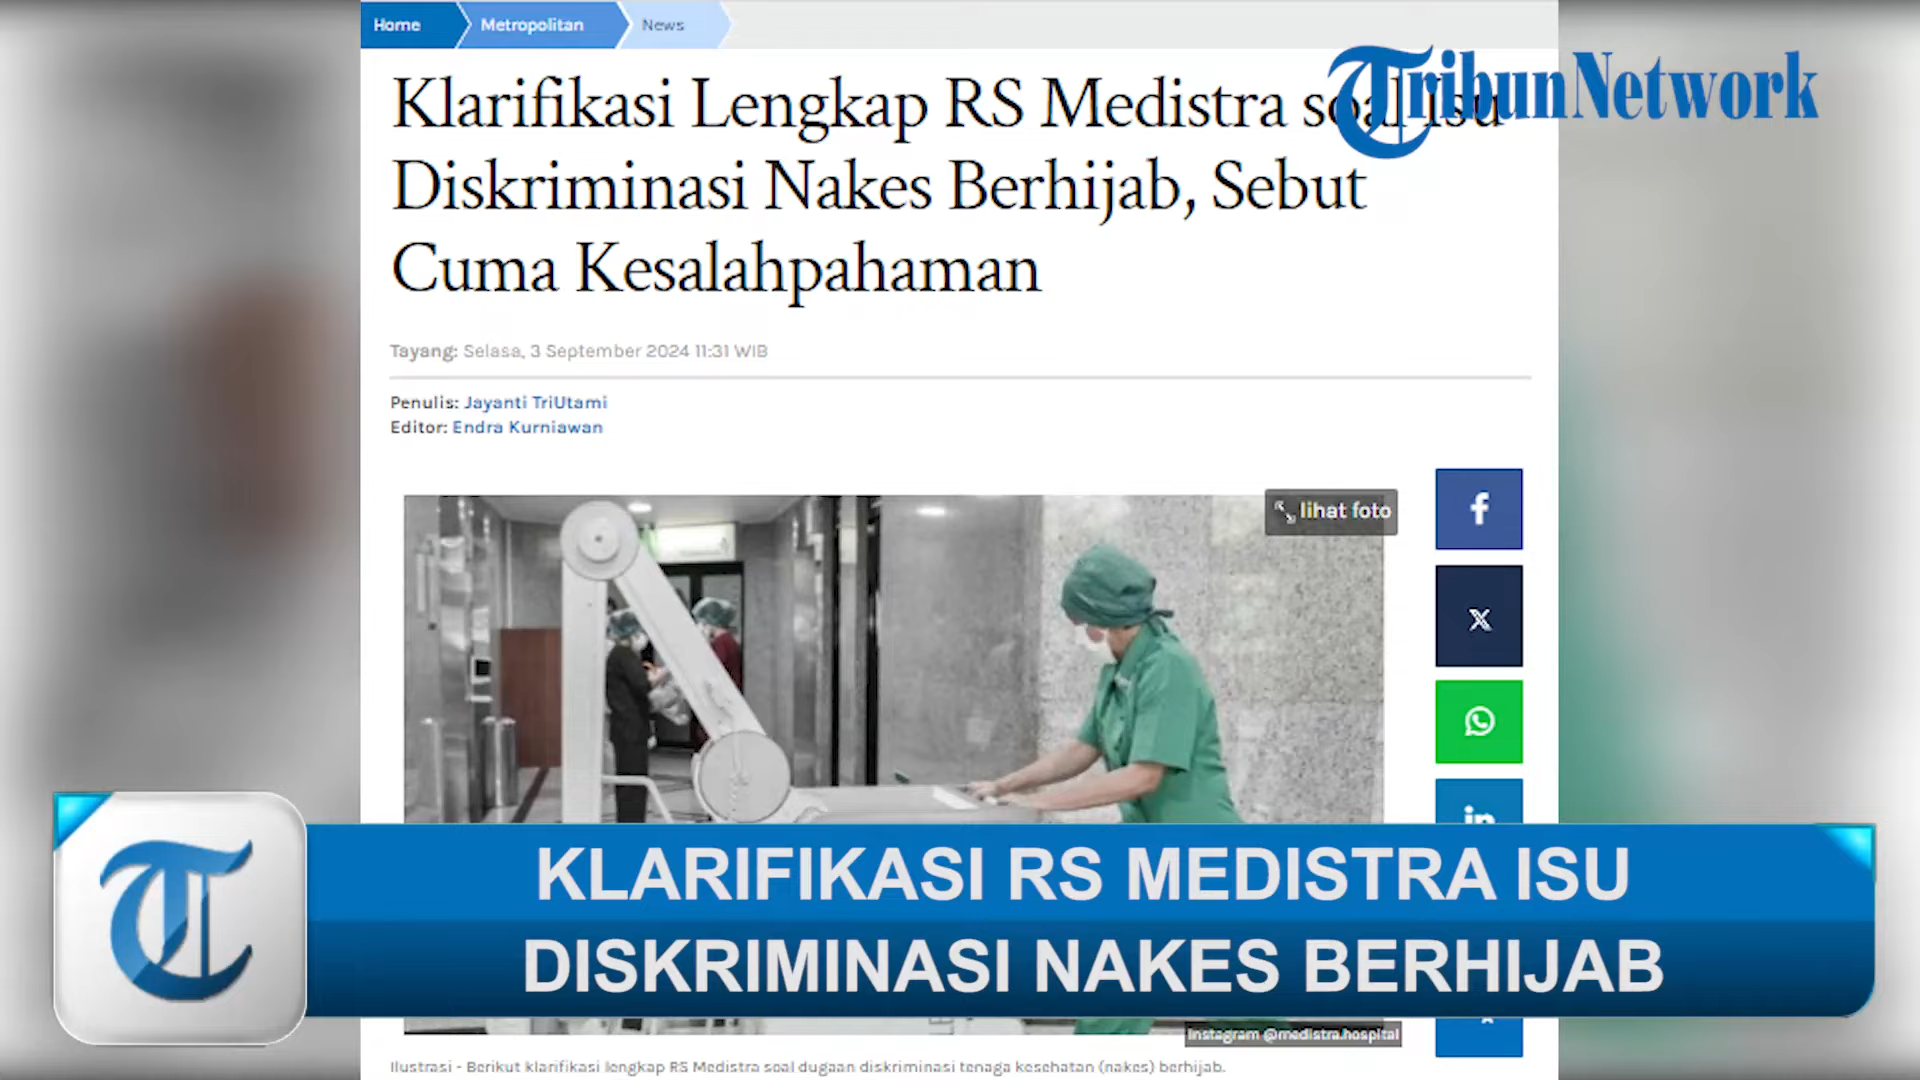 Home Metropolitan News
TribunNetwork
Klarifikasi Lengkap RS Medistra soal Isu
Diskriminasi Nakes Berhijab, Sebut
Cuma Kesalahpahaman
Tayang: Selasa, 3 September 2024 11:31 WIB
Penulis: Jayanti TriUtami
Editor: Endra Kurniawan
lihat foto
KLARIFIKASI RS MEDISTRA ISU
DISKRIMINASI NAKES BERHIJAB
Instagram @medistra.hospital
Ilustrasi - Berikut klarifikasi lengkap RS Medistra soal dugaan diskriminasi tenaga kesehatan (nakes) berhijab.